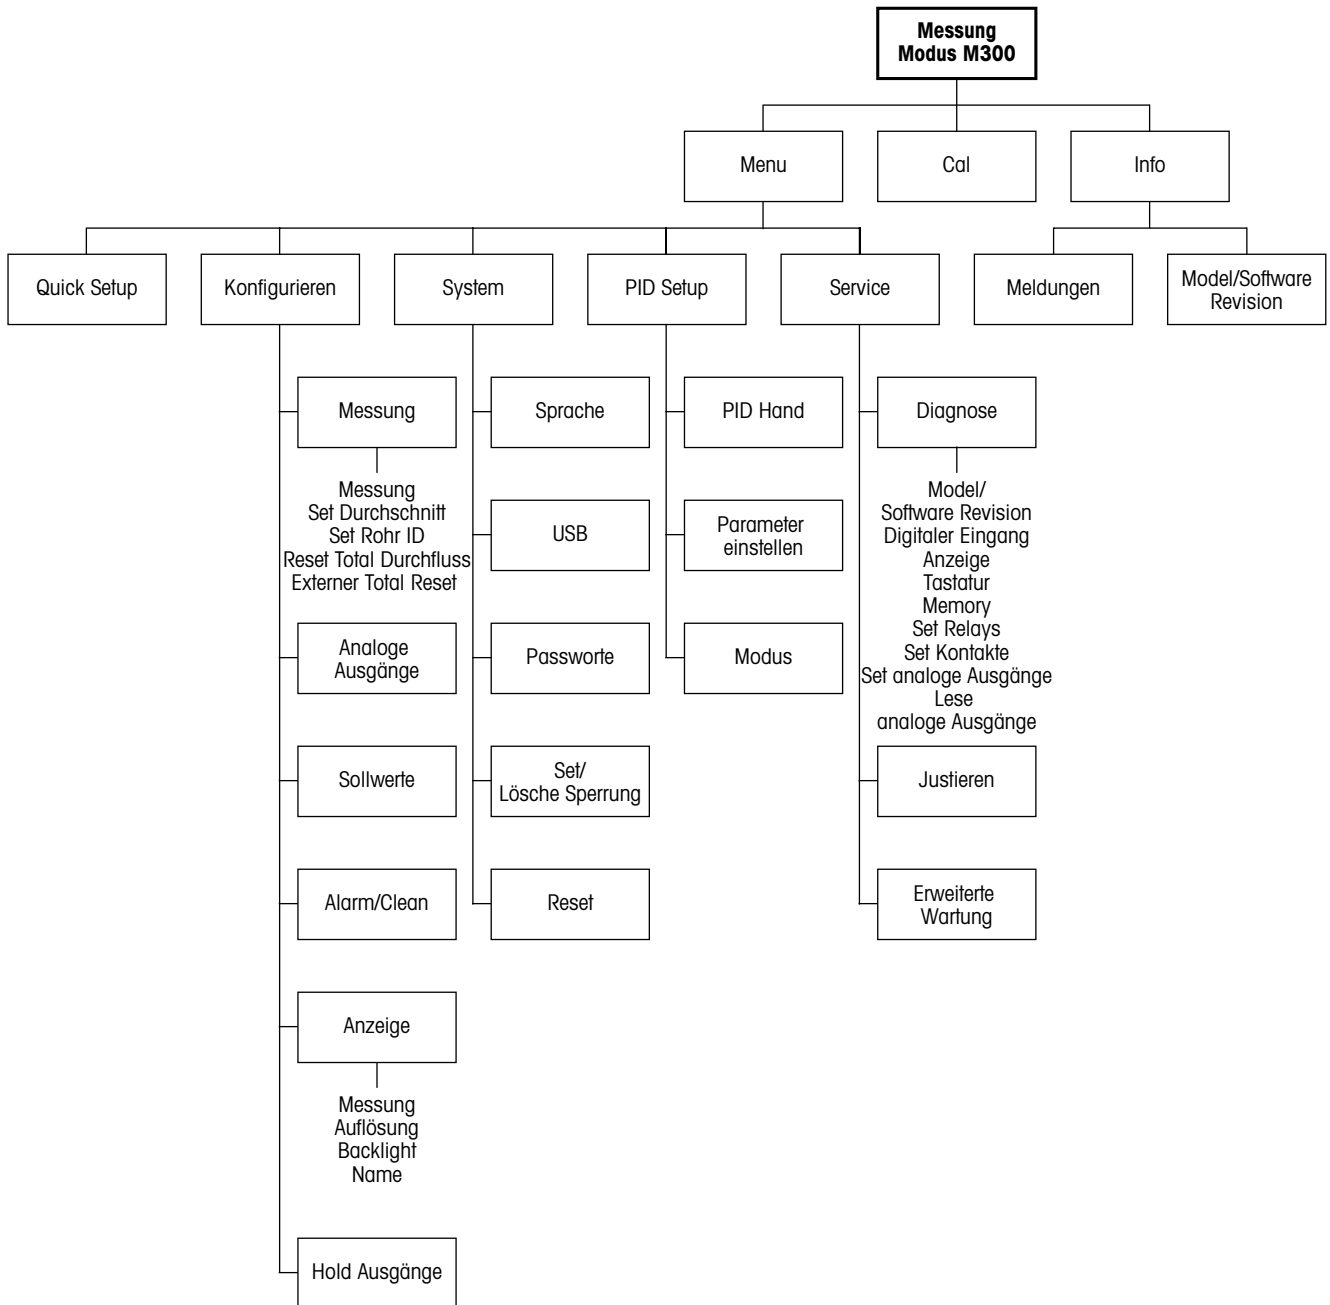 Messung
Modus M300
Menu
Cal
Info
Quick Setup
Konfigurieren
System
PID Setup
Service
Meldungen
Model/Software
Revision
Messung
Messung
Set Durchschnitt
Set Rohr ID
Reset Total Durchfluss
Externer Total Reset
Analoge
Ausgänge
Sollwerte
Alarm/Clean
Anzeige
Messung
Auflösung
Backlight
Name
Hold Ausgänge
Sprache
USB
Passworte
Set/
Lösche Sperrung
Reset
PID Hand
Parameter
einstellen
Modus
Diagnose
Model/
Software Revision
Digitaler Eingang
Anzeige
Tastatur
Memory
Set Relays
Set Kontakte
Set analoge Ausgänge
Lese
analoge Ausgänge
Justieren
Erweiterte
Wartung